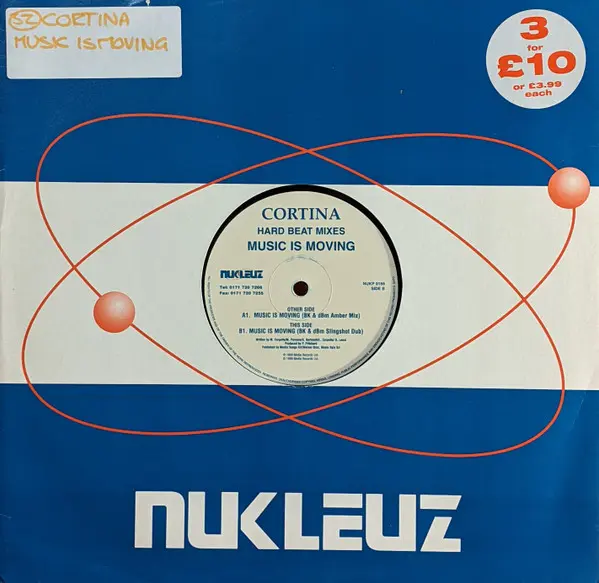 52 CORTINA
MUSIC IS MOVING
3
for
£10
or £3.99
each
CORTINA
HARD BEAT MIXES
MUSIC IS MOVING
NUKLEUZ
Tel: 0171 720 7266
Fax: 0171 720 7255
SIDE B
OTHER SIDE
A1. MUSIC IS MOVING (BK & dBm Amber Mix)
THIS SIDE
B1. MUSIC IS MOVING (BK & dBm Slingshot Dub)
NUKLEUZ